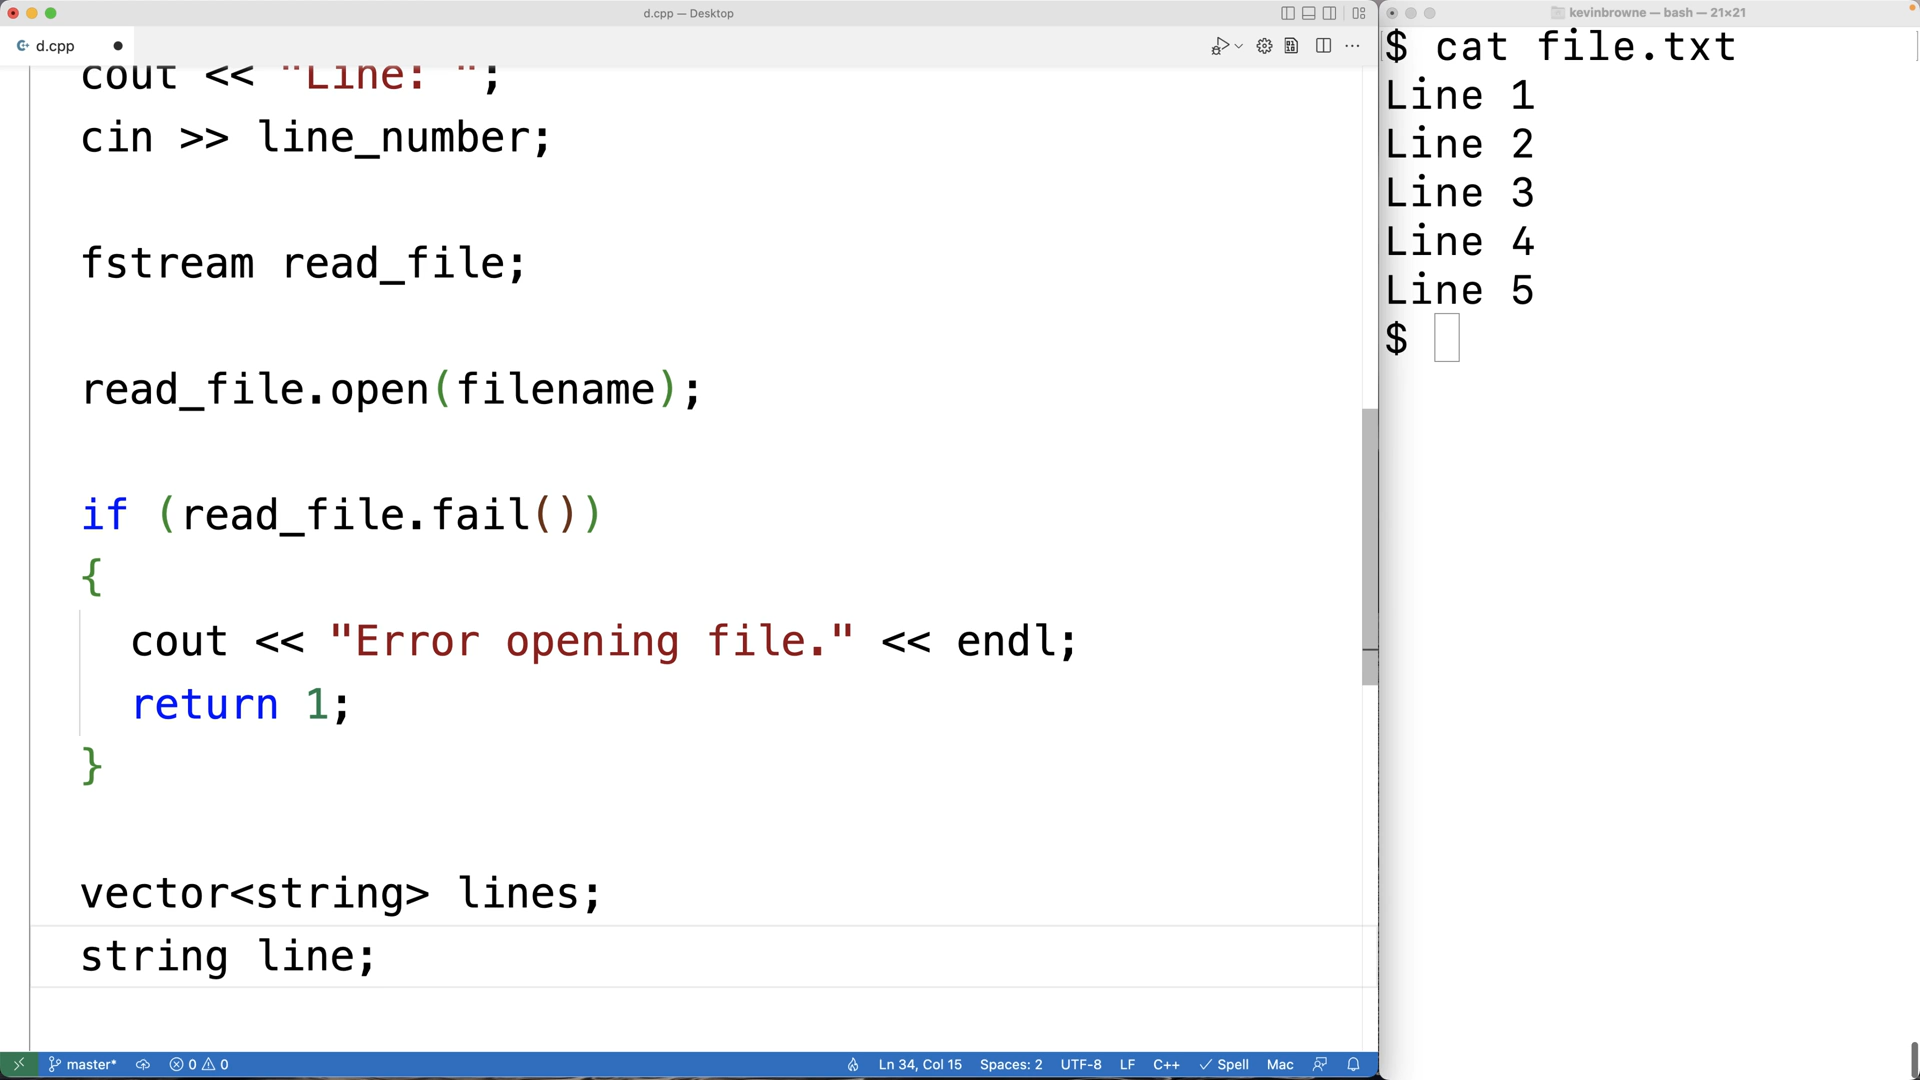 d.cpp — Desktop
d.cpp
cout << "Line: ";
cin >> line_number;
fstream read_file;
read_file.open(filename);
if (read_file.fail())
{
cout << "Error opening file." << endl;
return 1;
}
vector<string> lines;
string line;
master*
0
0
Ln 34, Col 15
Spaces: 2
UTF-8
LF
C++
Spell
Mac
kevinbrowne — bash — 21×21
$ cat file.txt
Line 1
Line 2
Line 3
Line 4
Line 5
$